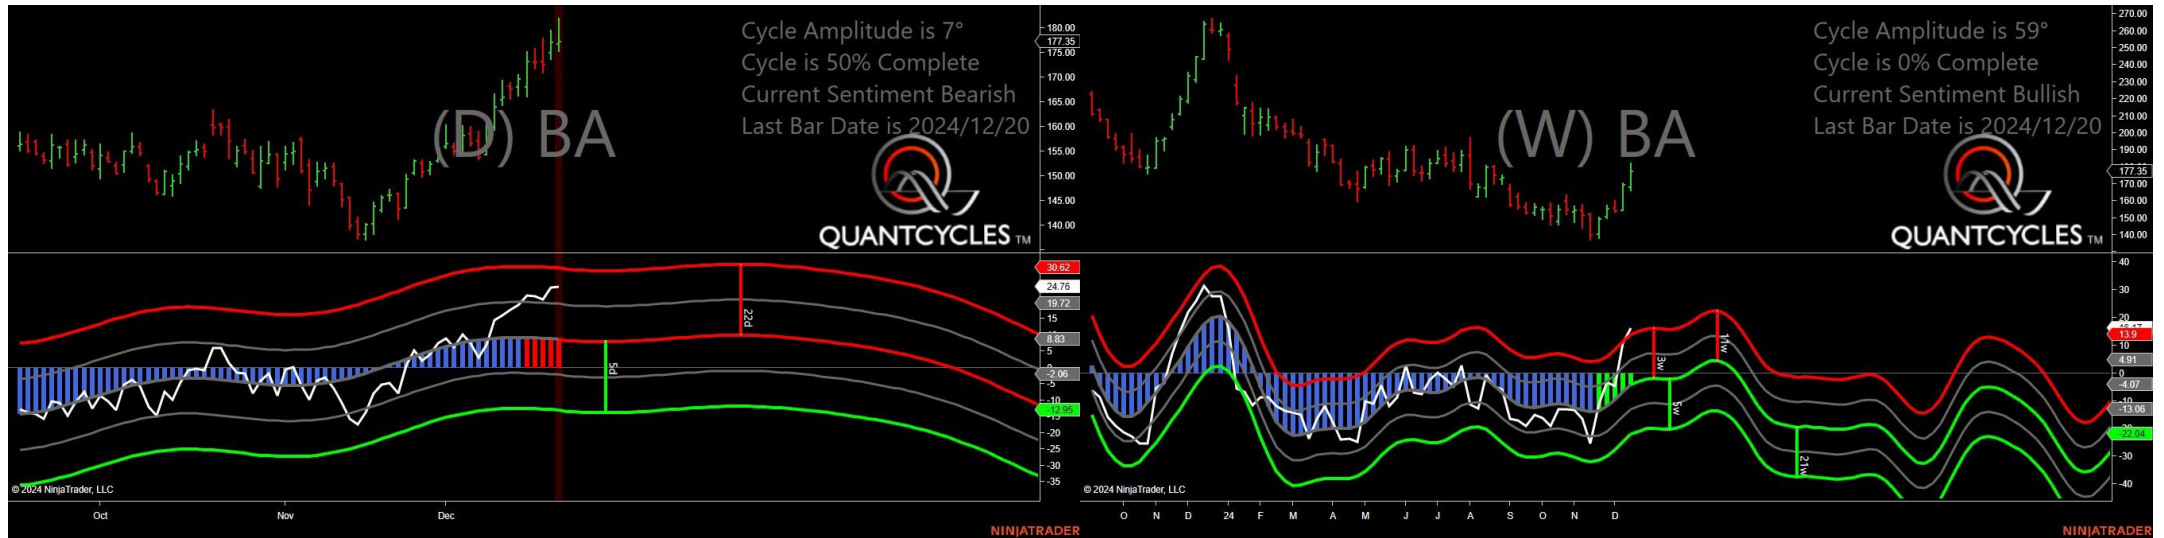 Cycle Amplitude is 7°
Cycle is 50% Complete
Current Sentiment Bearish
Last Bar Date is 2024/12/20
(D) BA
QUANTCYCLES TM
180.00
177.35
175.00
170.00
165.00
160.00
155.00
150.00
145.00
140.00
30.62
24.76
19.72
15
8.83
5
-2.06
-5
-12.95
-20
-25
-30
-35
22d
5d
© 2024 NinjaTrader, LLC
Oct
Nov
Dec
NINJATRADER
Cycle Amplitude is 59°
Cycle is 0% Complete
Current Sentiment Bullish
Last Bar Date is 2024/12/20
(W) BA
QUANTCYCLES TM
270.00
260.00
250.00
240.00
230.00
220.00
210.00
200.00
190.00
177.35
170.00
160.00
150.00
140.00
40
30
20
13.9
10
4.91
0
-4.07
-13.06
-22.04
-30
-40
3w
11w
5w
21w
© 2024 NinjaTrader, LLC
O
N
D
24
F
M
A
M
J
J
A
S
O
N
D
NINJATRADER